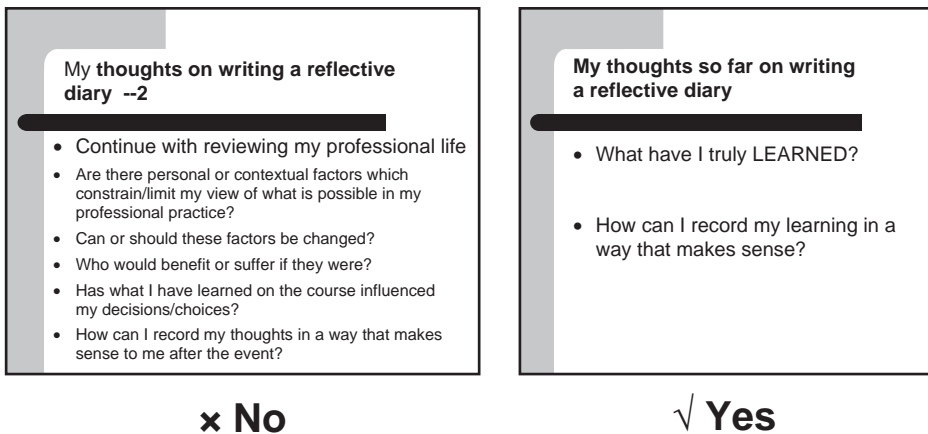 My thoughts on writing a reflective
diary --2
• Continue with reviewing my professional life
• Are there personal or contextual factors which
constrain/limit my view of what is possible in my
professional practice?
• Can or should these factors be changed?
• Who would benefit or suffer if they were?
• Has what I have learned on the course influenced
my decisions/choices?
• How can I record my thoughts in a way that makes
sense to me after the event?
× No
My thoughts so far on writing
a reflective diary
• What have I truly LEARNED?
• How can I record my learning in a
way that makes sense?
√ Yes